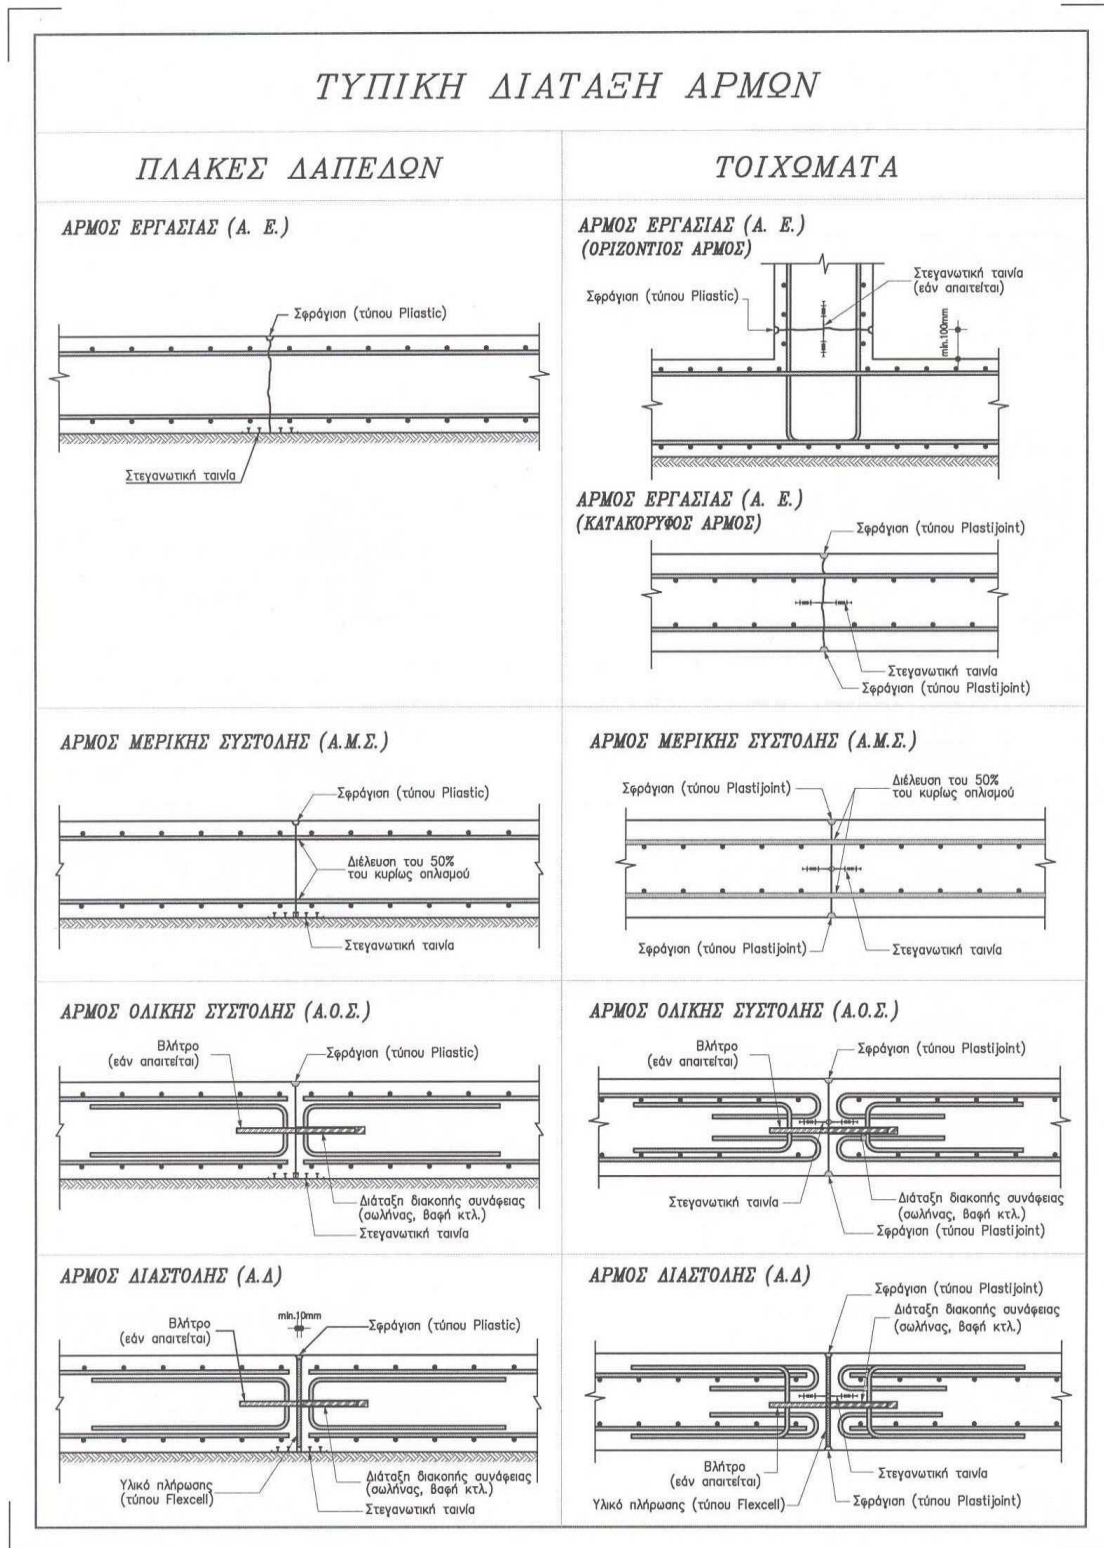 ΤΥΠΙΚΗ ΔΙΑΤΑΞΗ ΑΡΜΩΝ
ΠΛΑΚΕΣ ΔΑΠΕΔΩΝ
ΤΟΙΧΩΜΑΤΑ
ΑΡΜΟΣ ΕΡΓΑΣΙΑΣ (Α. Ε.)
Σφράγιση (τύπου Pliastic)
Στεγανωτική ταινία
ΑΡΜΟΣ ΕΡΓΑΣΙΑΣ (Α. Ε.)
(ΟΡΙΖΟΝΤΙΟΣ ΑΡΜΟΣ)
Στεγανωτική ταινία
(εάν απαιτείται)
Σφράγιση (τύπου Pliastic)
min.100mm
ΑΡΜΟΣ ΕΡΓΑΣΙΑΣ (Α. Ε.)
(ΚΑΤΑΚΟΡΥΦΟΣ ΑΡΜΟΣ)
Σφράγιση (τύπου Plastijoint)
Στεγανωτική ταινία
Σφράγιση (τύπου Plastijoint)
ΑΡΜΟΣ ΜΕΡΙΚΗΣ ΣΥΣΤΟΛΗΣ (Α.Μ.Σ.)
Σφράγιση (τύπου Pliastic)
Διέλευση του 50%
του κυρίως οπλισμού
Στεγανωτική ταινία
ΑΡΜΟΣ ΜΕΡΙΚΗΣ ΣΥΣΤΟΛΗΣ (Α.Μ.Σ.)
Σφράγιση (τύπου Plastijoint)
Διέλευση του 50%
του κυρίως οπλισμού
Σφράγιση (τύπου Plastijoint)
Στεγανωτική ταινία
ΑΡΜΟΣ ΟΛΙΚΗΣ ΣΥΣΤΟΛΗΣ (Α.Ο.Σ.)
Βλήτρο
(εάν απαιτείται)
Σφράγιση (τύπου Pliastic)
Διάταξη διακοπής συνάφειας
(σωλήνας, βαφή κτλ.)
Στεγανωτική ταινία
ΑΡΜΟΣ ΟΛΙΚΗΣ ΣΥΣΤΟΛΗΣ (Α.Ο.Σ.)
Βλήτρο
(εάν απαιτείται)
Σφράγιση (τύπου Plastijoint)
Στεγανωτική ταινία
Διάταξη διακοπής συνάφειας
(σωλήνας, βαφή κτλ.)
Σφράγιση (τύπου Plastijoint)
ΑΡΜΟΣ ΔΙΑΣΤΟΛΗΣ (Α.Δ)
min.10mm
Βλήτρο
(εάν απαιτείται)
Σφράγιση (τύπου Pliastic)
Υλικό πλήρωσης
(τύπου Flexcell)
Διάταξη διακοπής συνάφειας
(σωλήνας, βαφή κτλ.)
Στεγανωτική ταινία
ΑΡΜΟΣ ΔΙΑΣΤΟΛΗΣ (Α.Δ)
Σφράγιση (τύπου Plastijoint)
Διάταξη διακοπής συνάφειας
(σωλήνας, βαφή κτλ.)
Βλήτρο
(εάν απαιτείται)
Στεγανωτική ταινία
Υλικό πλήρωσης (τύπου Flexcell)
Σφράγιση (τύπου Plastijoint)